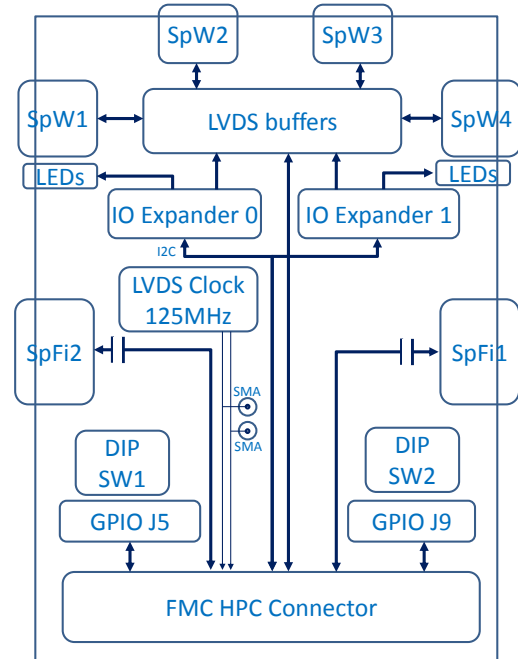 SpW2
SpW3
SpW1
LVDS buffers
SpW4
LEDs
LEDs
IO Expander 0
IO Expander 1
I2C
LVDS Clock
125MHz
SpFi2
SpFi1
SMA
SMA
DIP
SW1
DIP
SW2
GPIO J5
GPIO J9
FMC HPC Connector